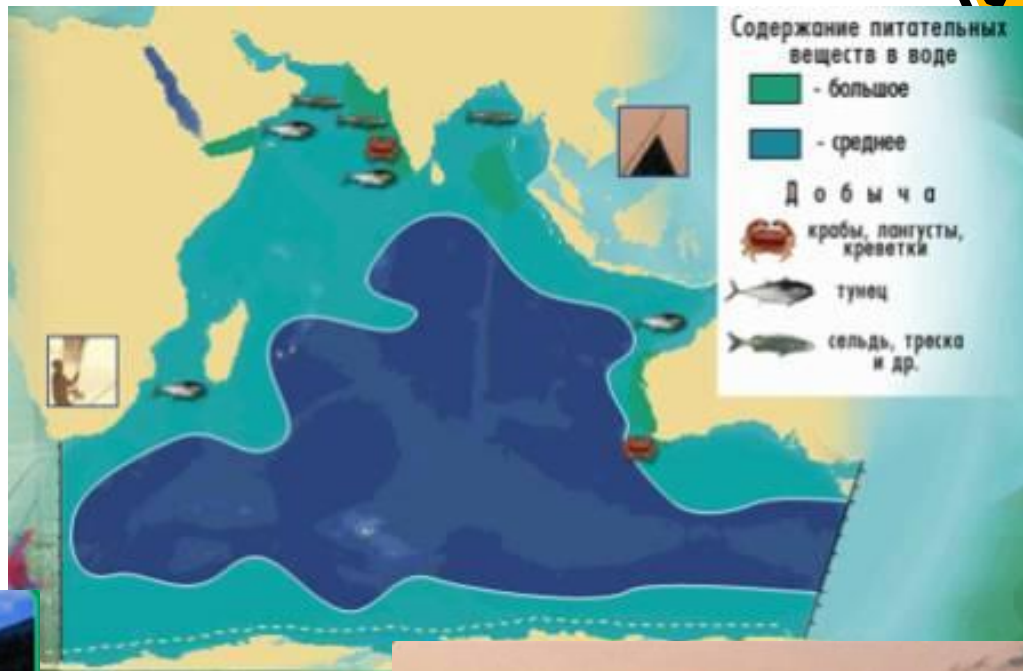 Содержание питательных
веществ в воде
- большое
- среднее
Добыча
крабы, лангусты,
креветки
тунец
сельдь, треска
и др.